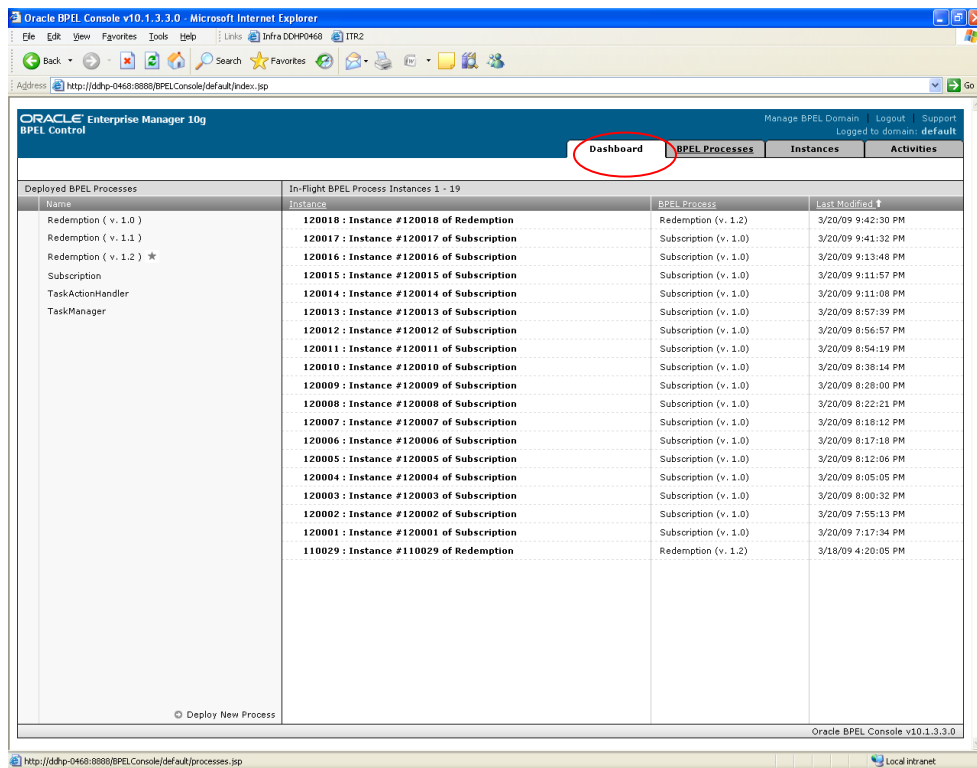 Oracle BPEL Console v10.1.3.3.0 - Microsoft Internet Explorer
File Edit View Favorites Tools Help Links Infra DDHP0468 ITR2
Back Search Favorites
Address http://ddhp-0468:8888/BPELConsole/default/index.jsp Go
ORACLE Enterprise Manager 10g
BPEL Control
Manage BPEL Domain | Logout | Support
Logged to domain: default
Dashboard BPEL Processes Instances Activities
Deployed BPEL Processes In-Flight BPEL Process Instances 1 - 19
Name Instance BPEL Process Last Modified
Redemption ( v. 1.0 ) 120018 : Instance #120018 of Redemption Redemption (v. 1.2) 3/20/09 9:42:30 PM
Redemption ( v. 1.1 ) 120017 : Instance #120017 of Subscription Subscription (v. 1.0) 3/20/09 9:41:32 PM
Redemption ( v. 1.2 ) 120016 : Instance #120016 of Subscription Subscription (v. 1.0) 3/20/09 9:13:48 PM
Subscription 120015 : Instance #120015 of Subscription Subscription (v. 1.0) 3/20/09 9:11:57 PM
TaskActionHandler 120014 : Instance #120014 of Subscription Subscription (v. 1.0) 3/20/09 9:11:08 PM
TaskManager 120013 : Instance #120013 of Subscription Subscription (v. 1.0) 3/20/09 8:57:39 PM
120012 : Instance #120012 of Subscription Subscription (v. 1.0) 3/20/09 8:56:57 PM
120011 : Instance #120011 of Subscription Subscription (v. 1.0) 3/20/09 8:54:19 PM
120010 : Instance #120010 of Subscription Subscription (v. 1.0) 3/20/09 8:38:14 PM
120009 : Instance #120009 of Subscription Subscription (v. 1.0) 3/20/09 8:28:00 PM
120008 : Instance #120008 of Subscription Subscription (v. 1.0) 3/20/09 8:22:21 PM
120007 : Instance #120007 of Subscription Subscription (v. 1.0) 3/20/09 8:18:12 PM
120006 : Instance #120006 of Subscription Subscription (v. 1.0) 3/20/09 8:17:18 PM
120005 : Instance #120005 of Subscription Subscription (v. 1.0) 3/20/09 8:12:06 PM
120004 : Instance #120004 of Subscription Subscription (v. 1.0) 3/20/09 8:05:05 PM
120003 : Instance #120003 of Subscription Subscription (v. 1.0) 3/20/09 8:00:32 PM
120002 : Instance #120002 of Subscription Subscription (v. 1.0) 3/20/09 7:55:13 PM
120001 : Instance #120001 of Subscription Subscription (v. 1.0) 3/20/09 7:17:34 PM
110029 : Instance #110029 of Redemption Redemption (v. 1.2) 3/18/09 4:20:05 PM
Deploy New Process
Oracle BPEL Console v10.1.3.3.0
http://ddhp-0468:8888/BPELConsole/default/processes.jsp Local intranet